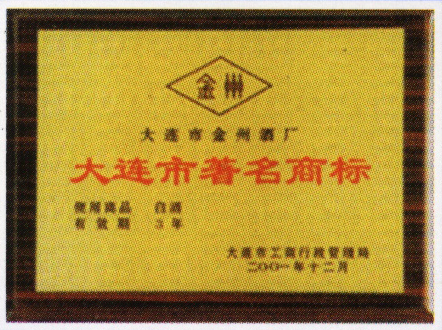 金州
大连市金州酒厂
大连市著名商标
使用商品 白酒
有效期 3年
大连市工商行政管理局
二〇〇一年十二月